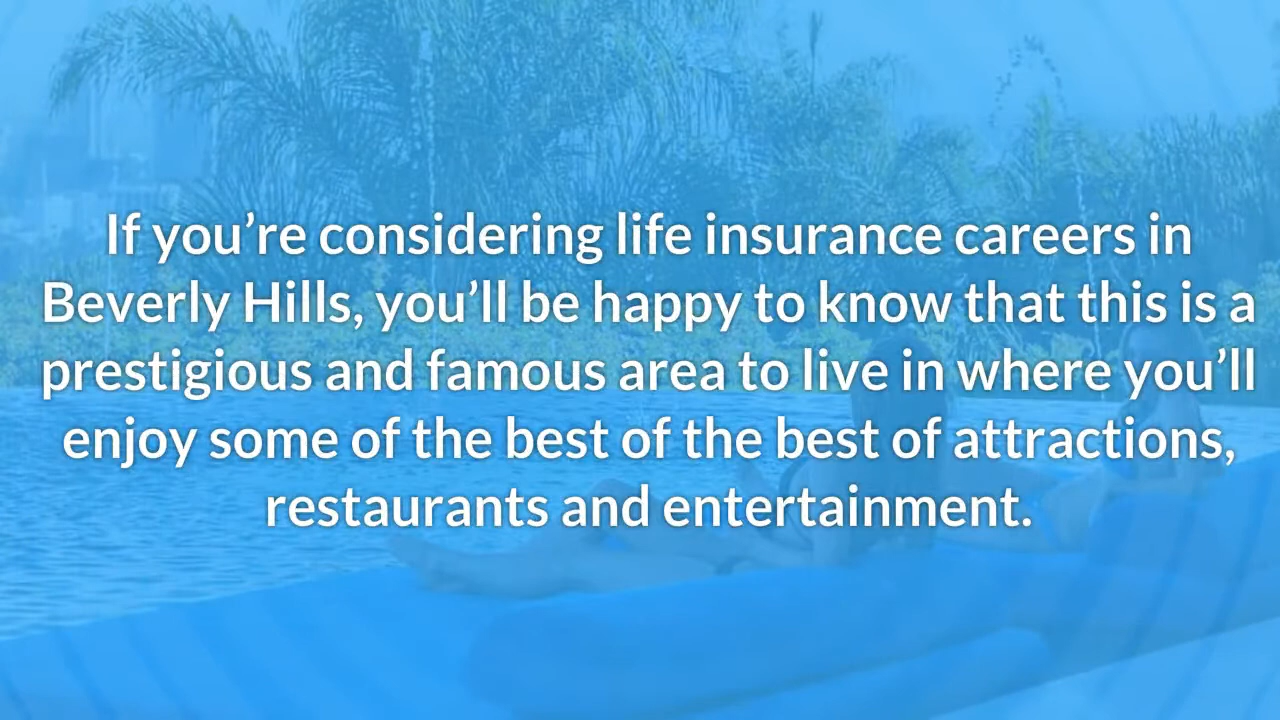 If you’re considering life insurance careers in
Beverly Hills, you’ll be happy to know that this is a
prestigious and famous area to live in where you’ll
enjoy some of the best of the best of attractions,
restaurants and entertainment.